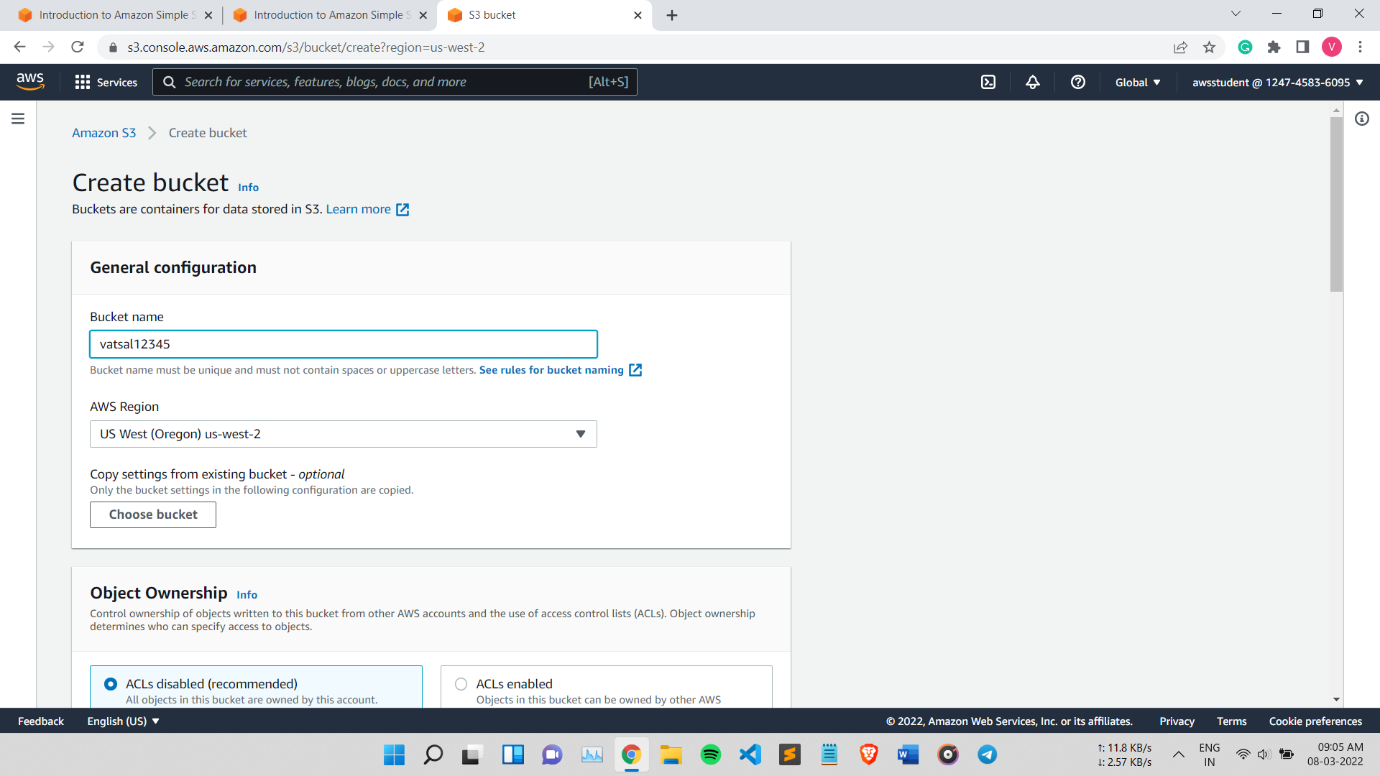 Introduction to Amazon Simple S
Introduction to Amazon Simple S
S3 bucket
s3.console.aws.amazon.com/s3/bucket/create?region=us-west-2
V
aws
Services
Search for services, features, blogs, docs, and more
[Alt+S]
Global
awsstudent @ 1247-4583-6095
Amazon S3
Create bucket
Create bucket Info
Buckets are containers for data stored in S3. Learn more
General configuration
Bucket name
vatsal12345
Bucket name must be unique and must not contain spaces or uppercase letters. See rules for bucket naming
AWS Region
US West (Oregon) us-west-2
Copy settings from existing bucket - optional
Only the bucket settings in the following configuration are copied.
Choose bucket
Object Ownership Info
Control ownership of objects written to this bucket from other AWS accounts and the use of access control lists (ACLs). Object ownership
determines who can specify access to objects.
ACLs disabled (recommended)
All objects in this bucket are owned by this account.
ACLs enabled
Objects in this bucket can be owned by other AWS
Feedback
English (US)
© 2022, Amazon Web Services, Inc. or its affiliates.
Privacy
Terms
Cookie preferences
↑: 11.8 KB/s
↓: 2.57 KB/s
ENG
IN
09:05 AM
08-03-2022